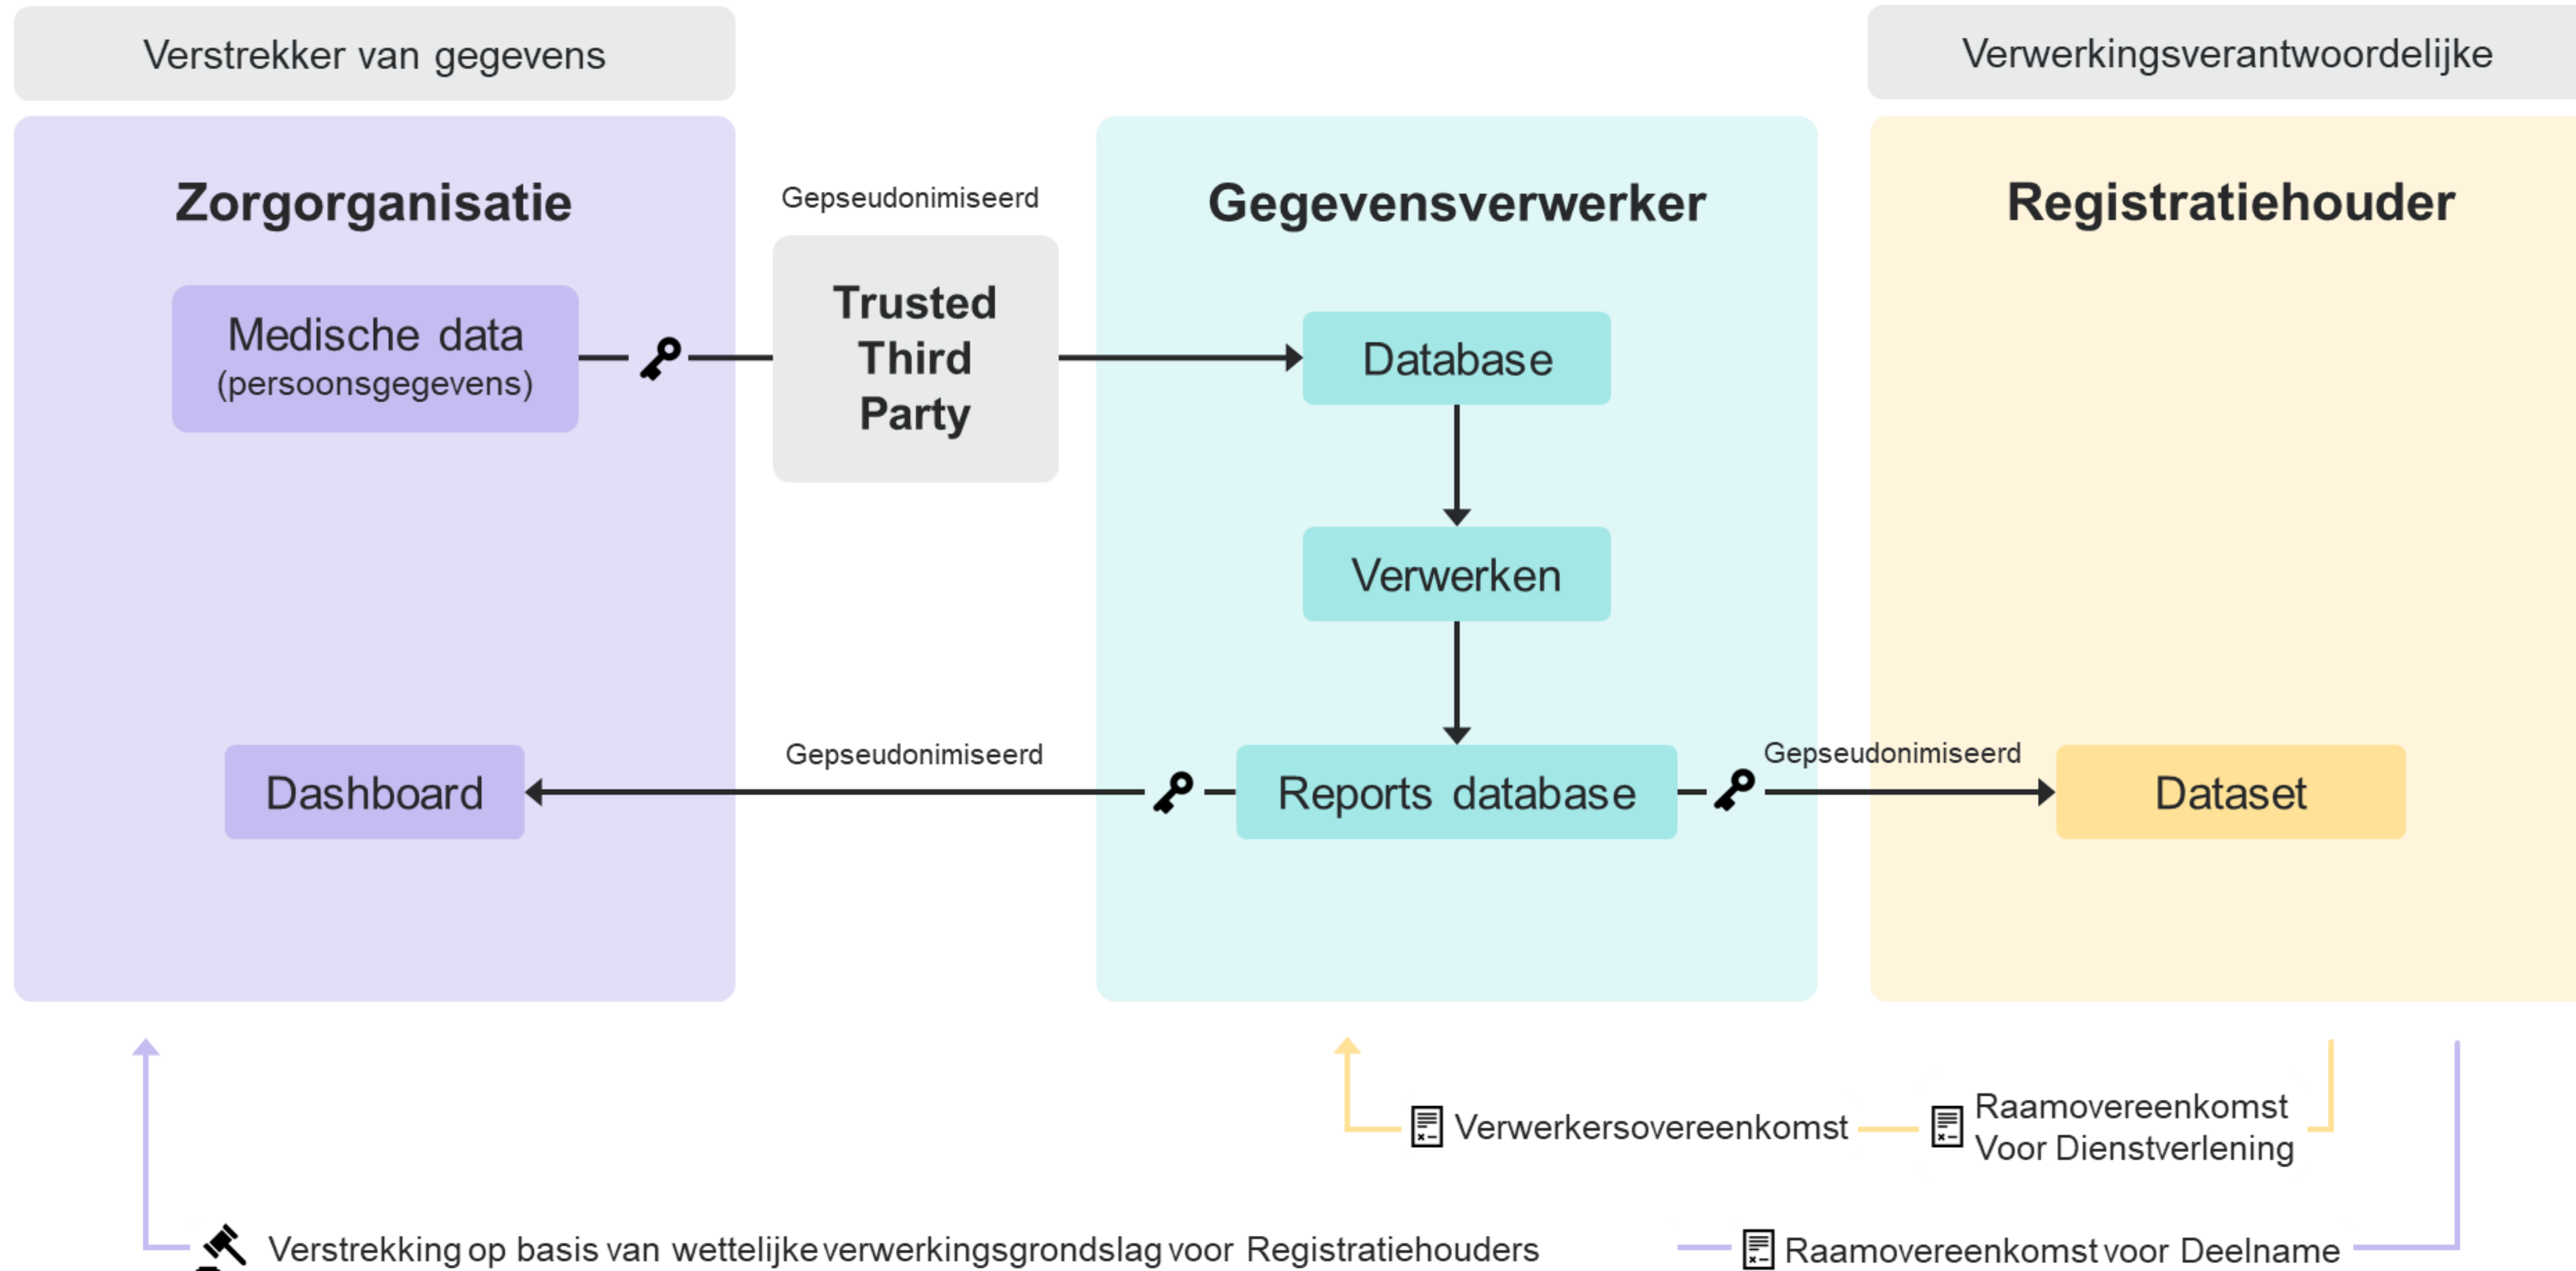 Verstrekker van gegevens
Verwerkingsverantwoordelijke
Zorgorganisatie
Gepseudonimiseerd
Gegevensverwerker
Registratiehouder
Medische data
(persoonsgegevens)
Trusted
Third
Party
Database
Verwerken
Gepseudonimiseerd
Gepseudonimiseerd
Dashboard
Reports database
Dataset
Verwerkersovereenkomst
Raamovereenkomst
Voor Dienstverlening
Verstrekking op basis van wettelijke verwerkingsgrondslag voor Registratiehouders
Raamovereenkomst voor Deelname